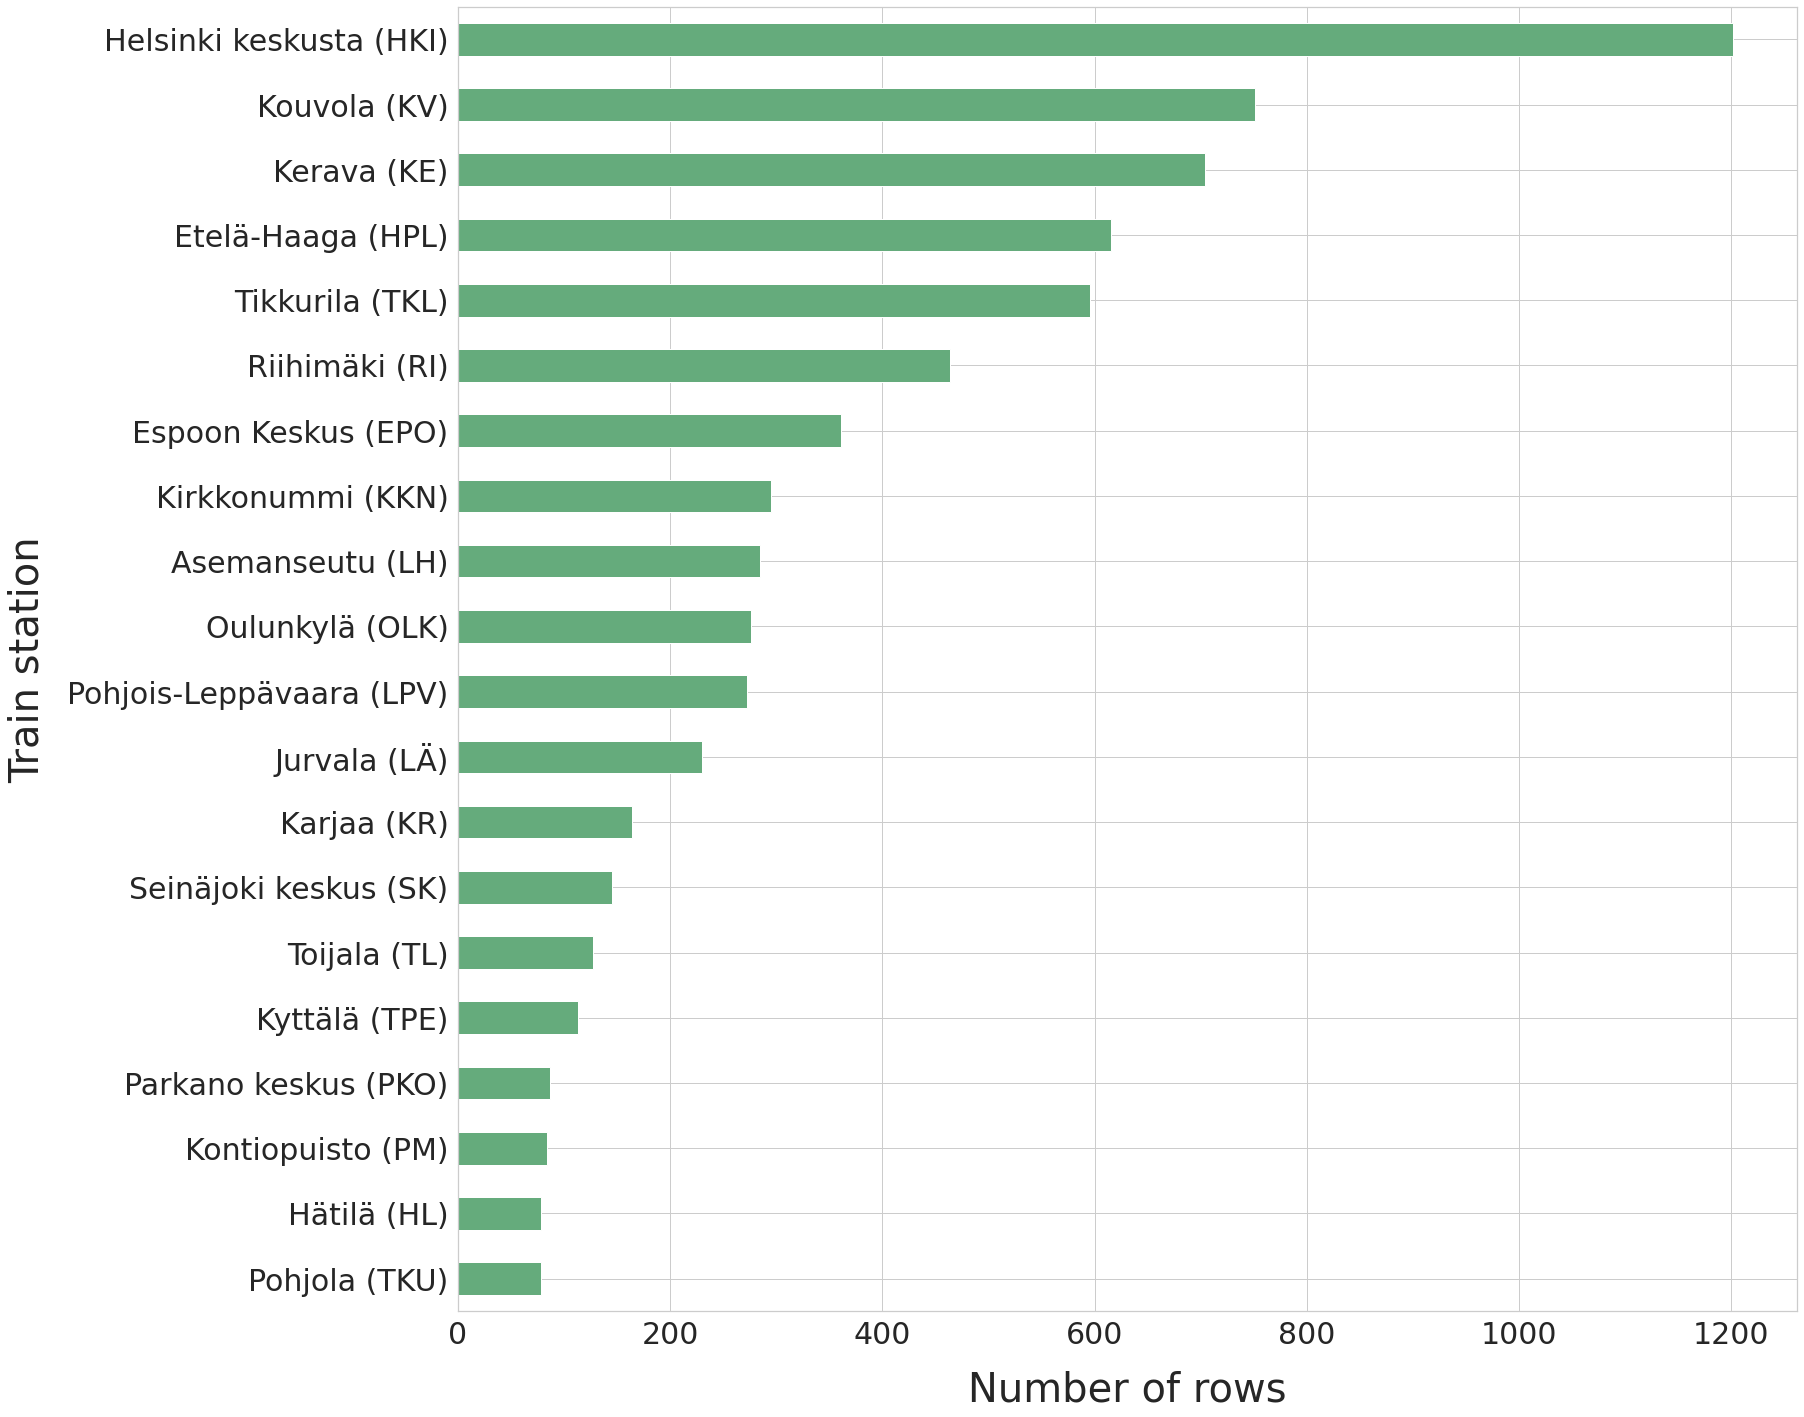 Helsinki keskusta (HKI)
Kouvola (KV)
Kerava (KE)
Etelä-Haaga (HPL)
Tikkurila (TKL)
Riihimäki (RI)
Espoon Keskus (EPO)
Kirkkonummi (KKN)
Asemanseutu (LH)
Oulunkylä (OLK)
Pohjois-Leppävaara (LPV)
Jurvala (LÄ)
Karjaa (KR)
Seinäjoki keskus (SK)
Toijala (TL)
Kyttälä (TPE)
Parkano keskus (PKO)
Kontiopuisto (PM)
Hätilä (HL)
Pohjola (TKU)
Train station
0 200 400 600 800 1000 1200
Number of rows